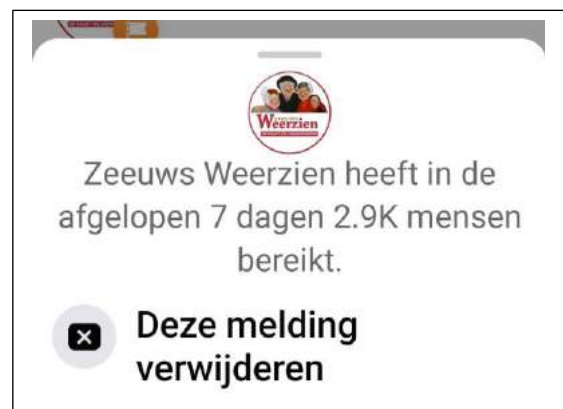 Weerzien
Zeeuws Weerzien heeft in de
afgelopen 7 dagen 2.9K mensen
bereikt.
Deze melding
verwijderen